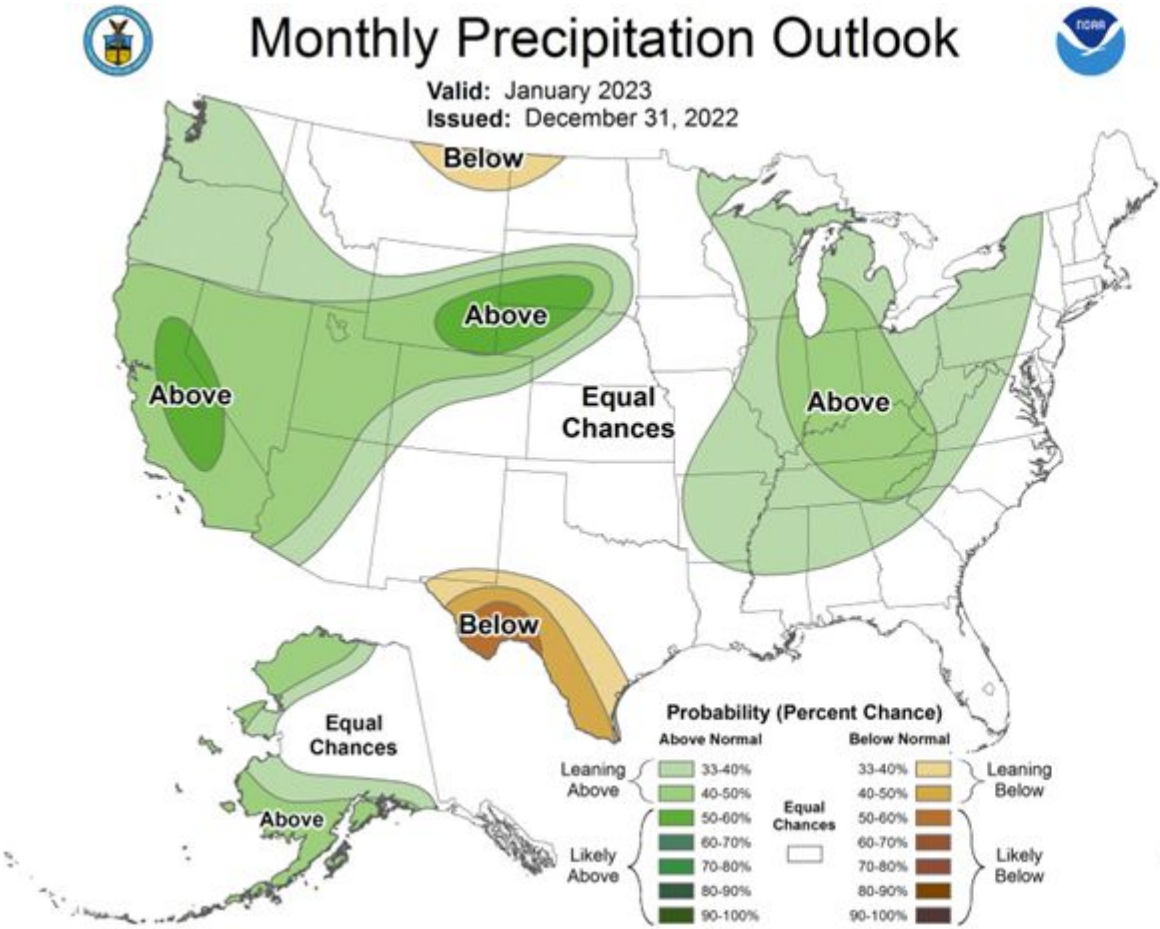 Monthly Precipitation Outlook
NOAA
Valval: January 2023
Issued: December 31, 2022
Below
Above
Above
Equal
Chances
Above
Below
Equal
Chances
Above
Probability (Percent Chance)
Above Normal
Below Normal
Leaning
Above
33-40%
40-50%
50-60%
60-70%
70-80%
80-90%
90-100%
Likely
Above
Equal
Chances
33-40%
40-50%
50-60%
60-70%
70-80%
80-90%
90-100%
Leaning
Below
Likely
Below